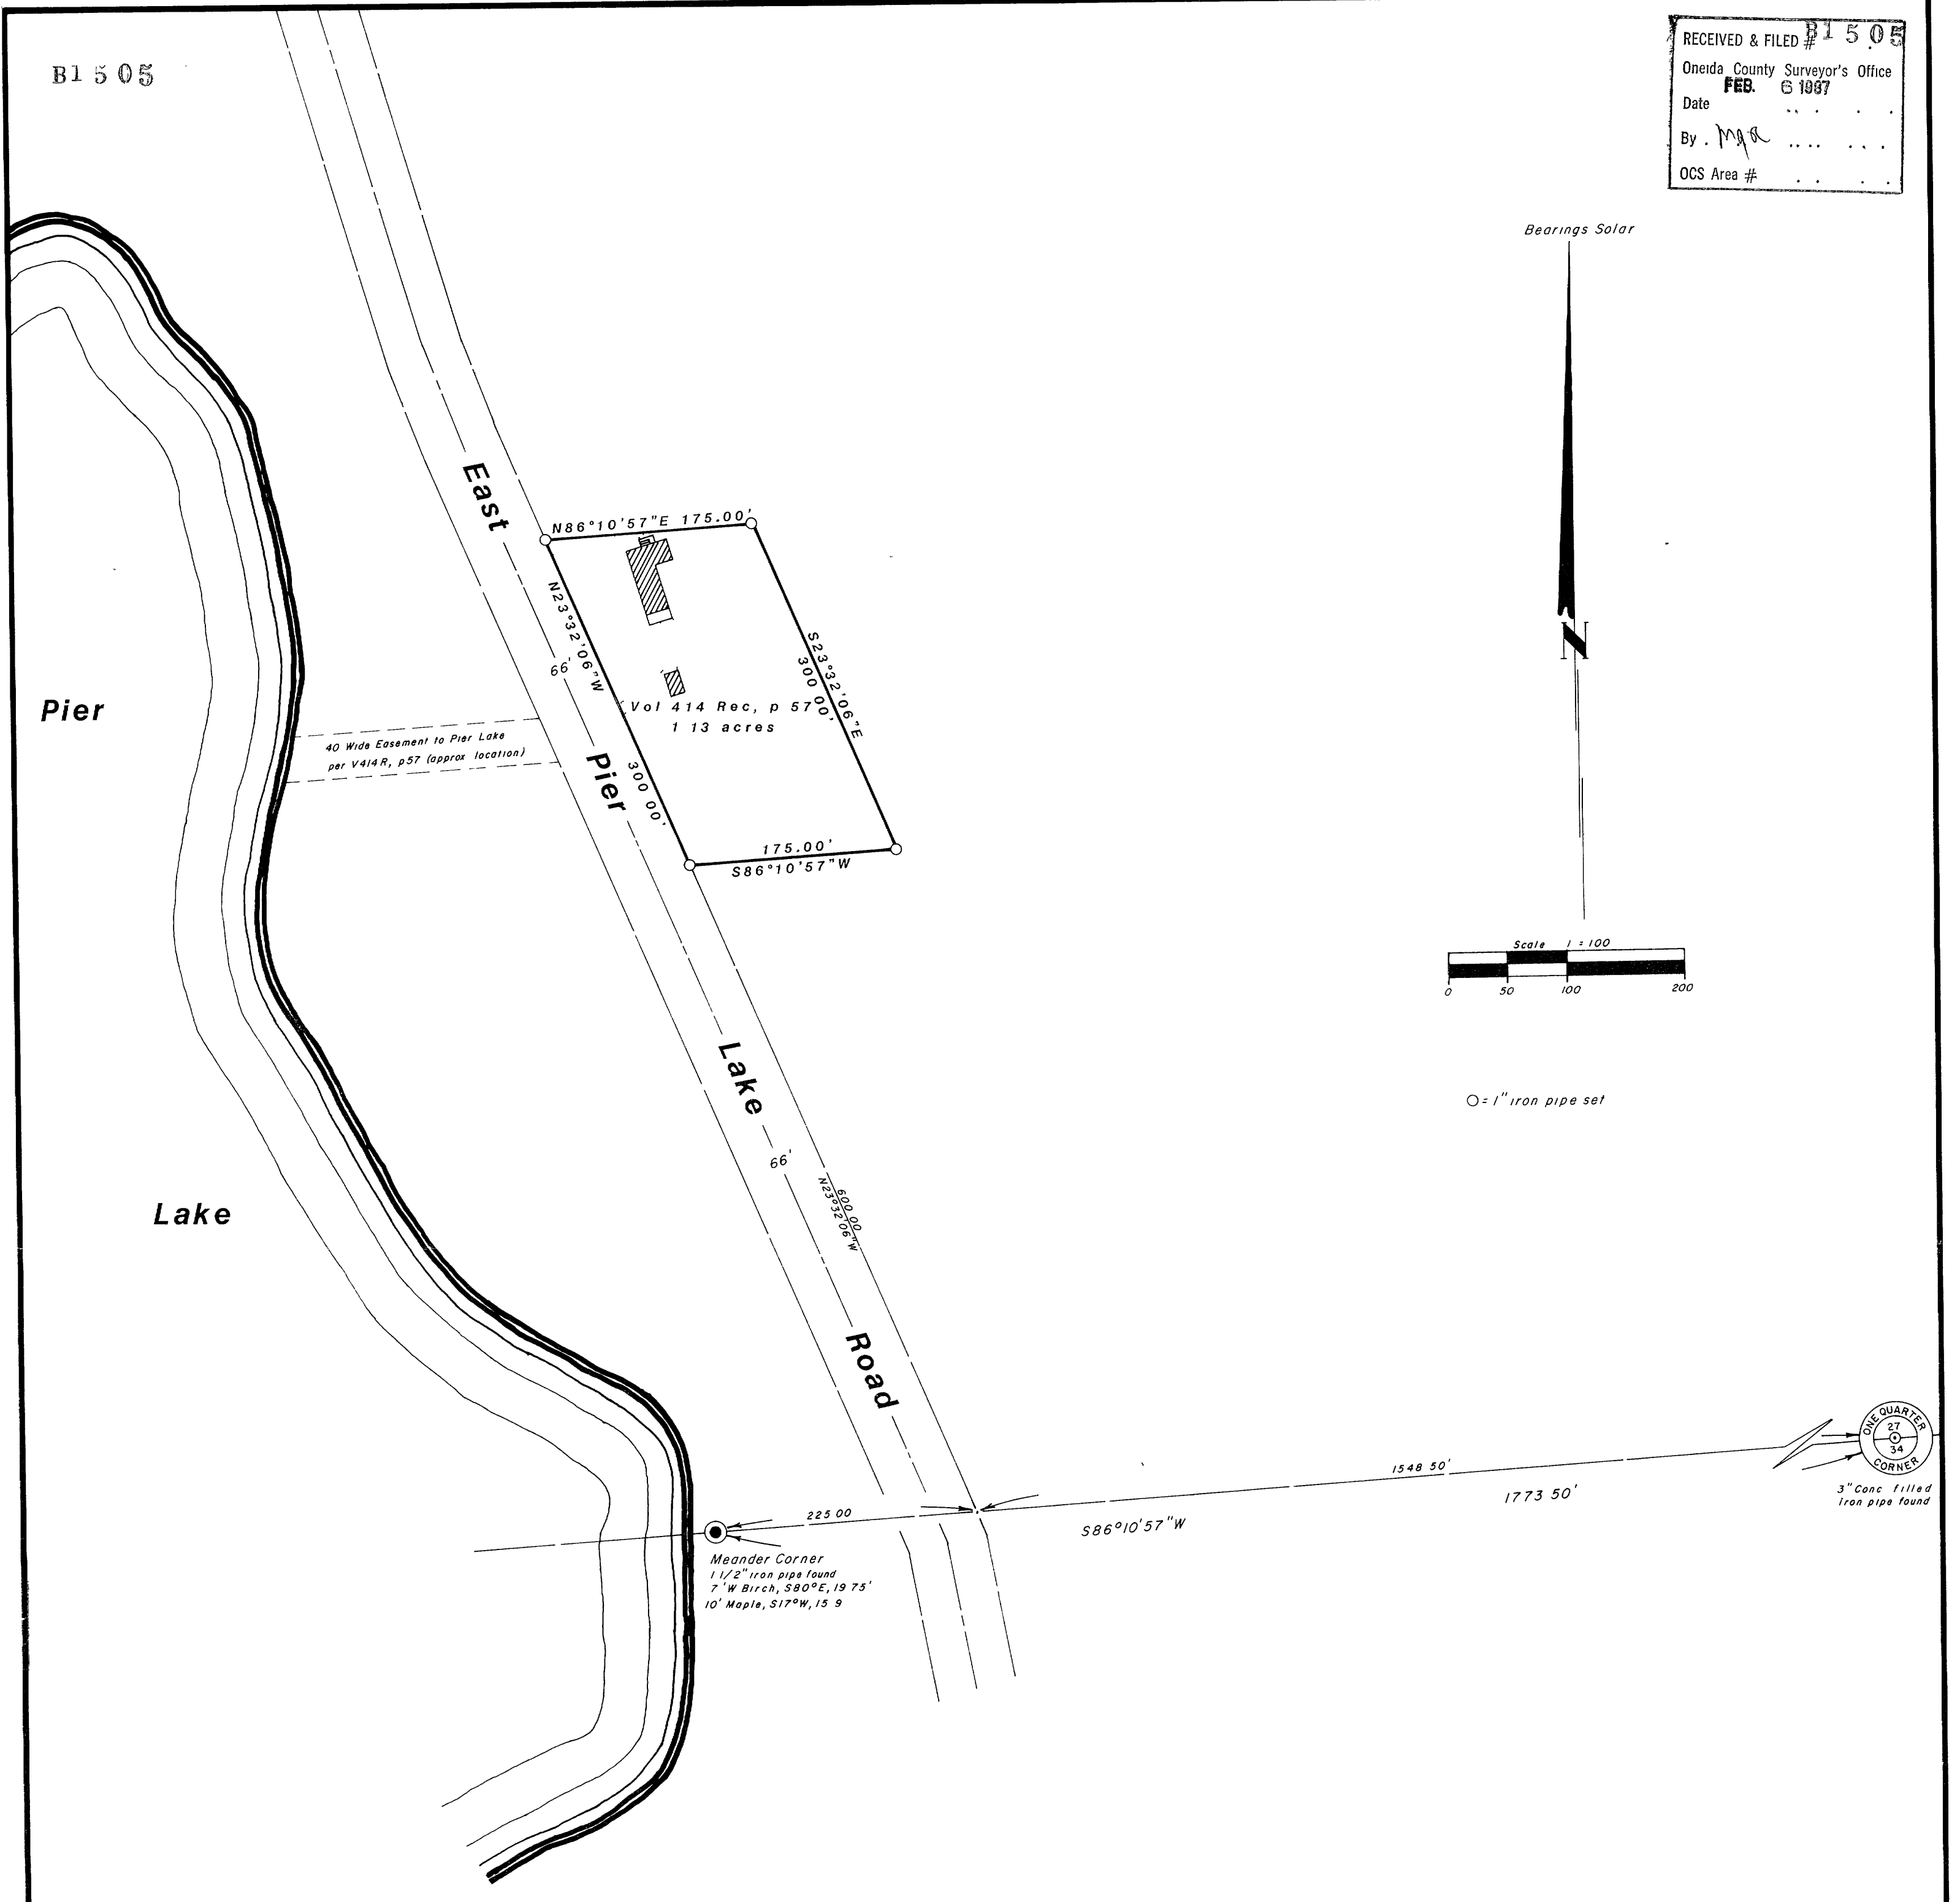 B1505
RECEIVED & FILED # B1505
Oneida County Surveyor's Office
FEB. 6 1987
Date
By.
OCS Area #
Bearings Solar
N
East
N86°10'57"E 175.00'
N23°32'06"W
300 00'
S23°32'06"E
300 00'
66'
Vol 414 Rec, p 57
1 13 acres
Pier
40 Wide Easement to Pier Lake
per V414R, p57 (approx location)
Pier
175.00'
S86°10'57"W
Scale 1 = 100
0 50 100 200
Lake
O = 1" iron pipe set
66'
600 00
N23°32'06"W
Lake
Road
ONE QUARTER
27
34
CORNER
3" Conc filled
Iron pipe found
1548 50'
1773 50'
225 00
S86°10'57"W
Meander Corner
1 1/2" iron pipe found
7 'W Birch, S80°E, 19 75'
10' Maple, S17°W, 15 9